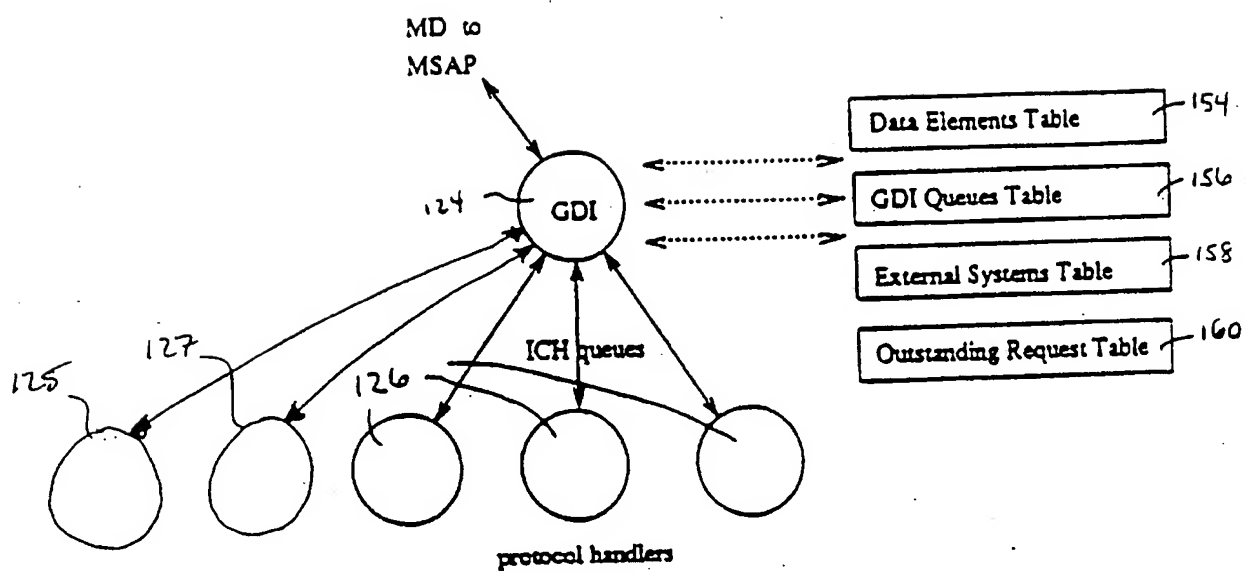 MD to
MSAP
Data Elements Table
154
124
GDI
GDI Queues Table
156
External Systems Table
158
ICH queues
Outstanding Request Table
160
125
127
126
protocol handlers